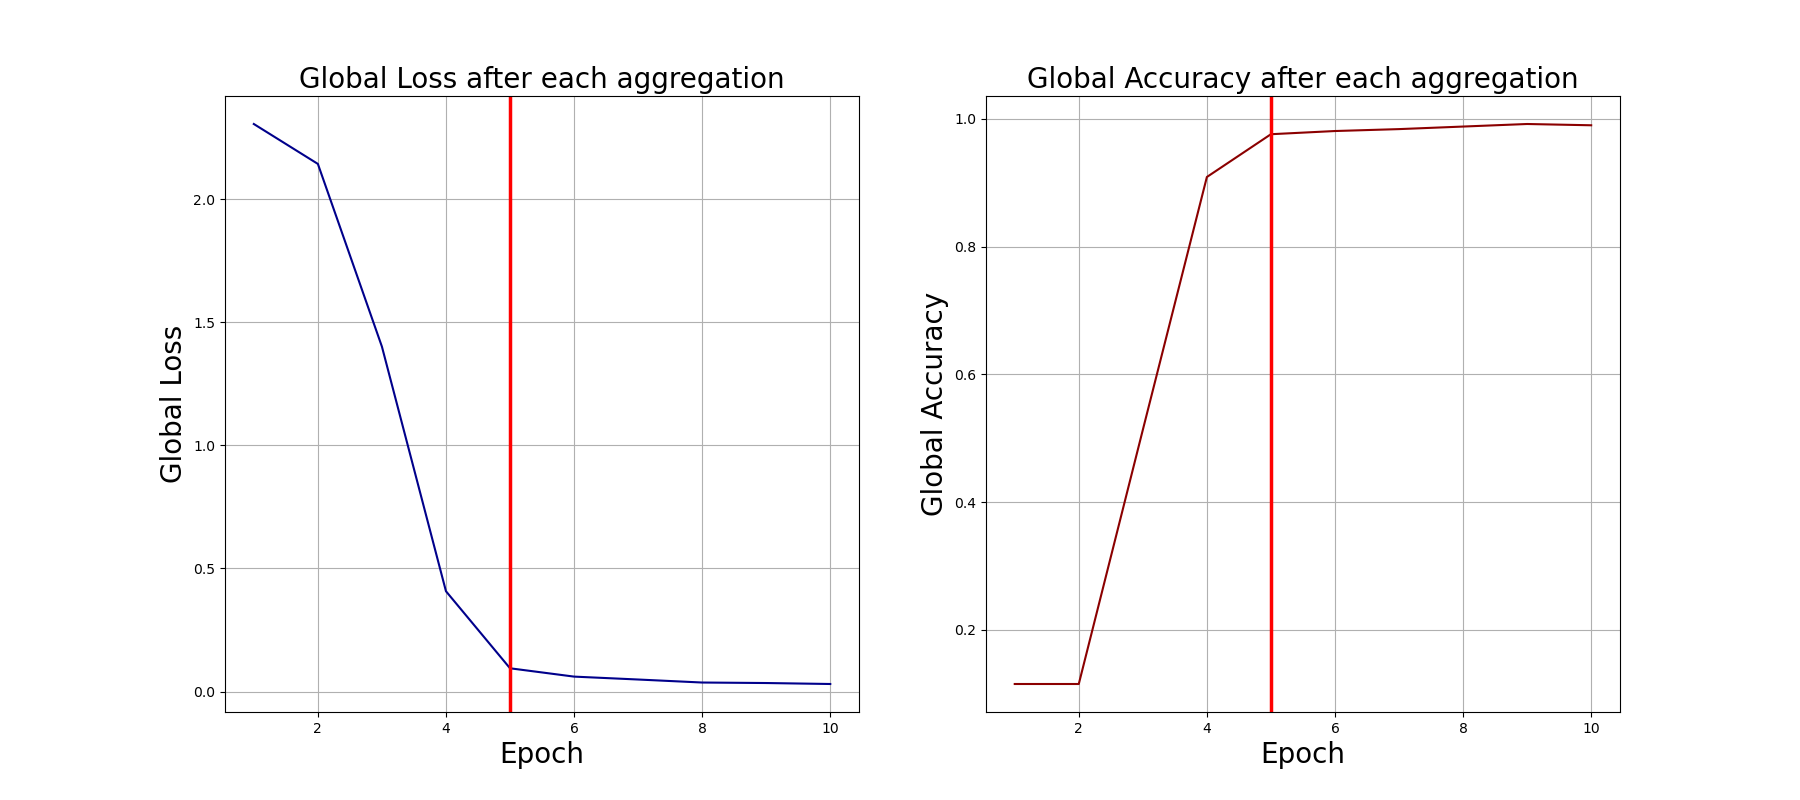 Global Loss after each aggregation
Global Loss
2.0
1.5
1.0
0.5
0.0
2 4 6 8 10
Epoch
Global Accuracy after each aggregation
Global Accuracy
1.0
0.8
0.6
0.4
0.2
2 4 6 8 10
Epoch